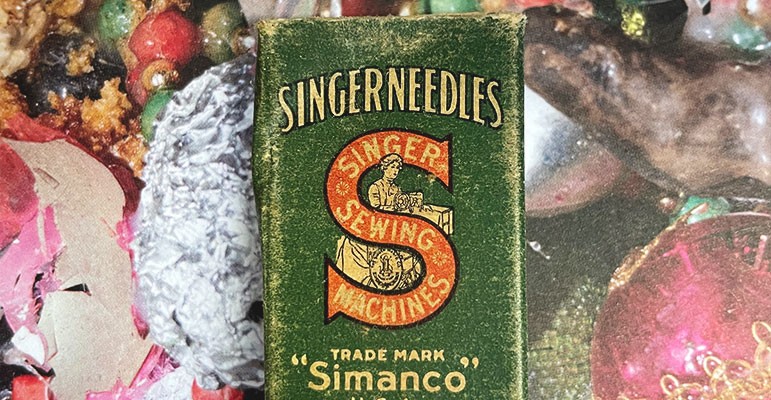 SINGERNEEDLES
SINGER
SEWING
MACHINES
TRADE MARK
"Simanco"